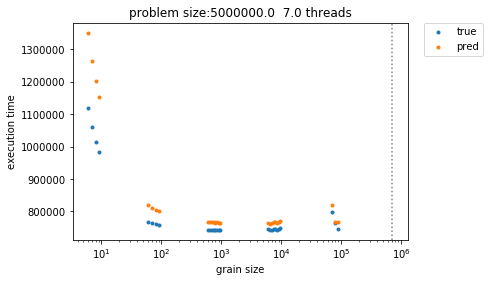 problem size:5000000.0  7.0 threads
true
pred
1300000
1200000
1100000
1000000
900000
800000
execution time
10¹
10²
10³
10⁴
10⁵
10⁶
grain size